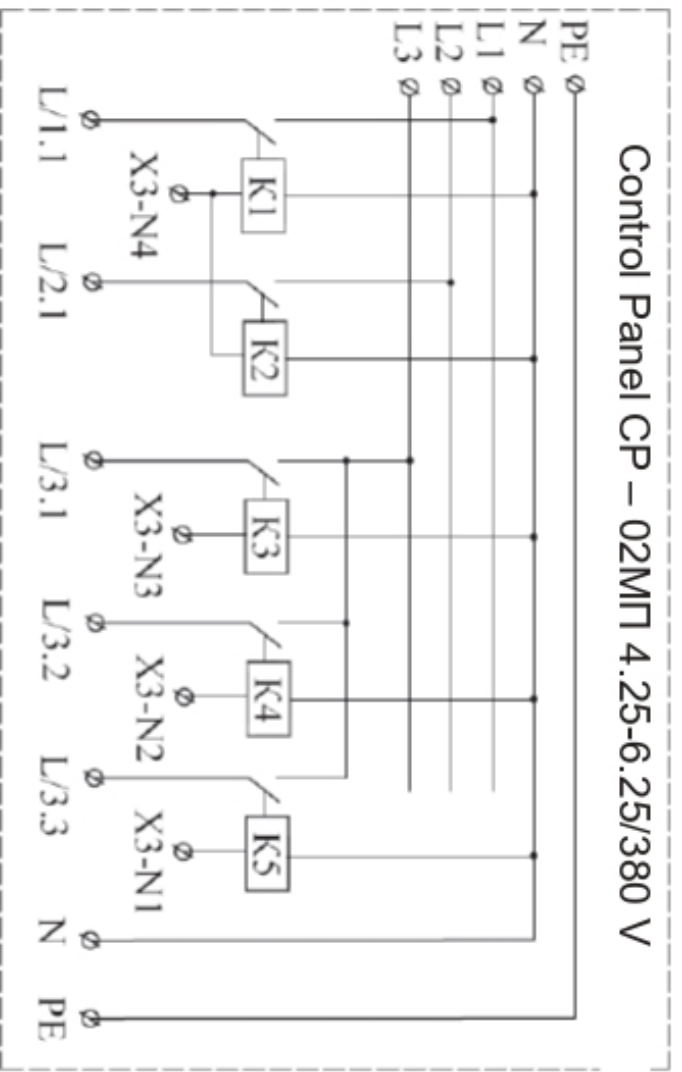 Control Panel CP – 02МП 4.25-6.25/380 V
PE
N
L1
L2
L3
K1
K2
K3
K4
K5
X3-N4
X3-N3
X3-N2
X3-N1
L/1.1
L/2.1
L/3.1
L/3.2
L/3.3
N
PE